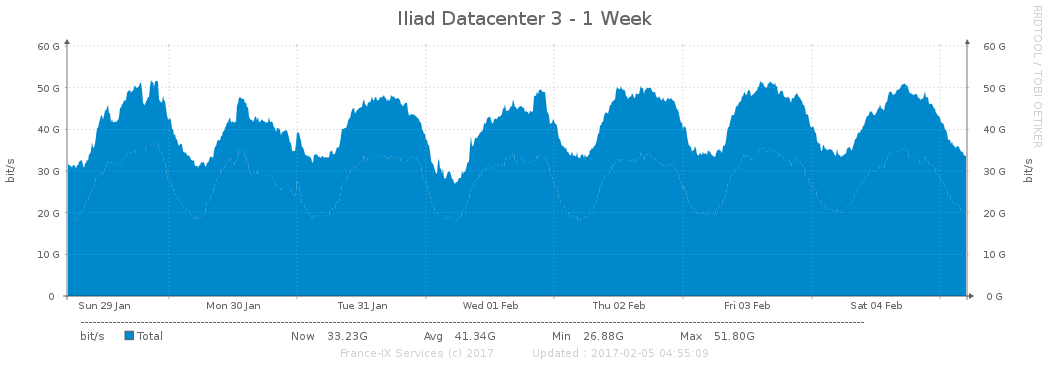 Iliad Datacenter 3 - 1 Week
RRDTOOL / TOBI OETIKER
60 G 60 G
50 G 50 G
40 G 40 G
30 G 30 G
20 G 20 G
10 G 10 G
0 0 G
bit/s bit/s
Sun 29 Jan Mon 30 Jan Tue 31 Jan Wed 01 Feb Thu 02 Feb Fri 03 Feb Sat 04 Feb
bit/s Total Now 33.23G Avg 41.34G Min 26.88G Max 51.80G
France-IX Services (c) 2017 Updated : 2017-02-05 04:55:09